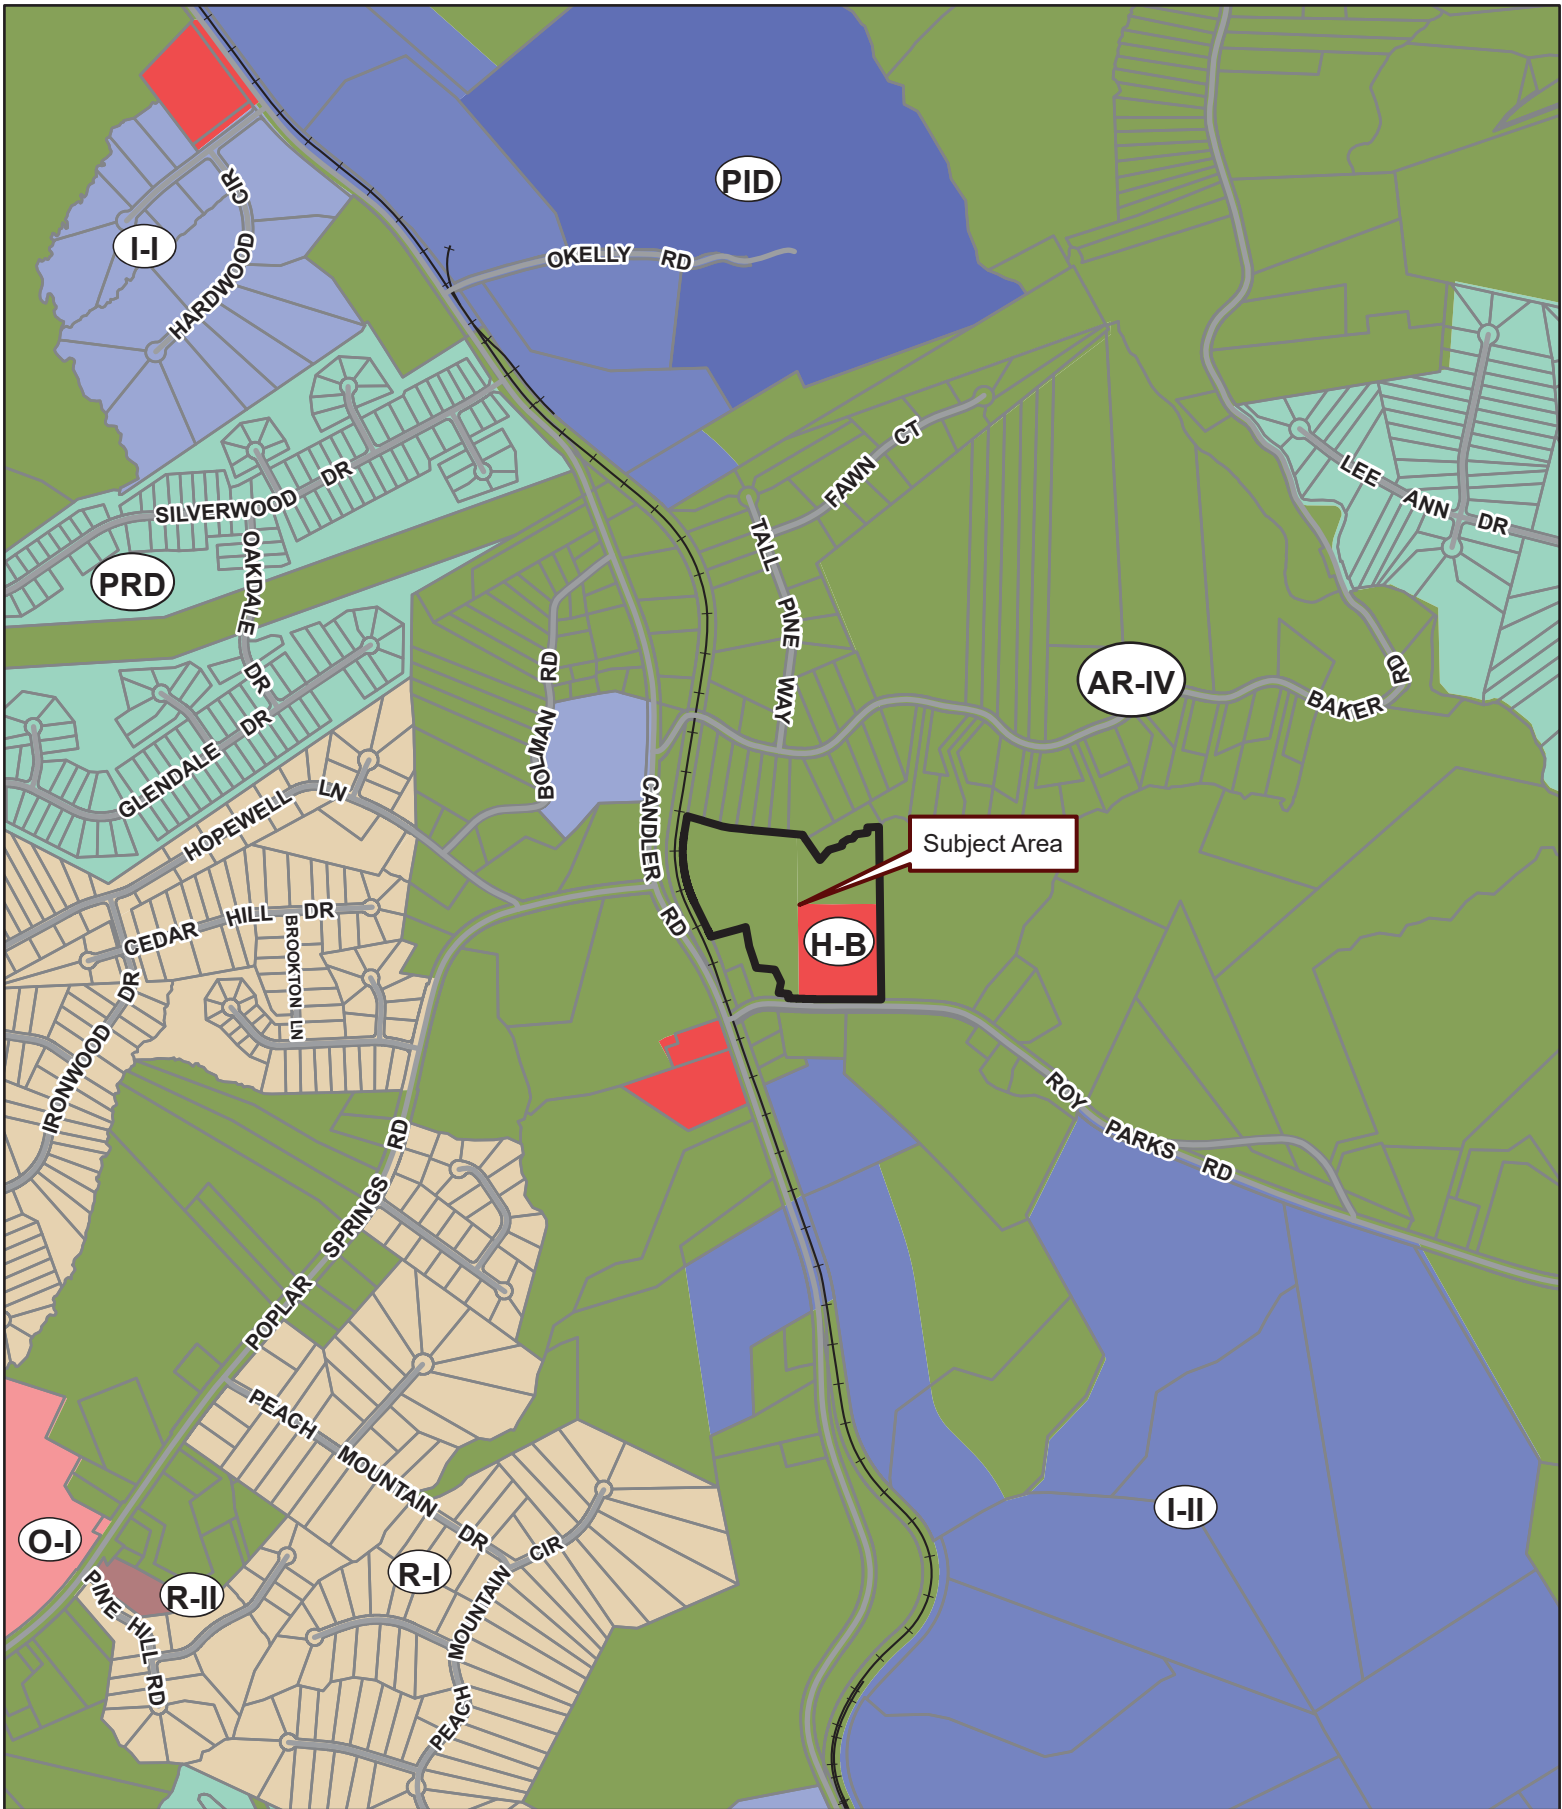 PID
CIR
I-I
HARDWOOD
OKELLY RD
FAWN CT
LEE ANN DR
SILVERWOOD DR
TALL PINE WAY
PRD
OAKDALE DR
BOLMAN RD
AR-IV
BAKER RD
GLENDALE DR
HOPEWELL LN
CANDLER RD
Subject Area
CEDAR HILL DR
BROOKTON LN
H-B
IRONWOOD DR
ROY PARKS RD
POPLAR SPRINGS RD
PEACH MOUNTAIN DR
O-I
R-II
R-I
I-II
PINE HILL RD
PEACH MOUNTAIN CIR